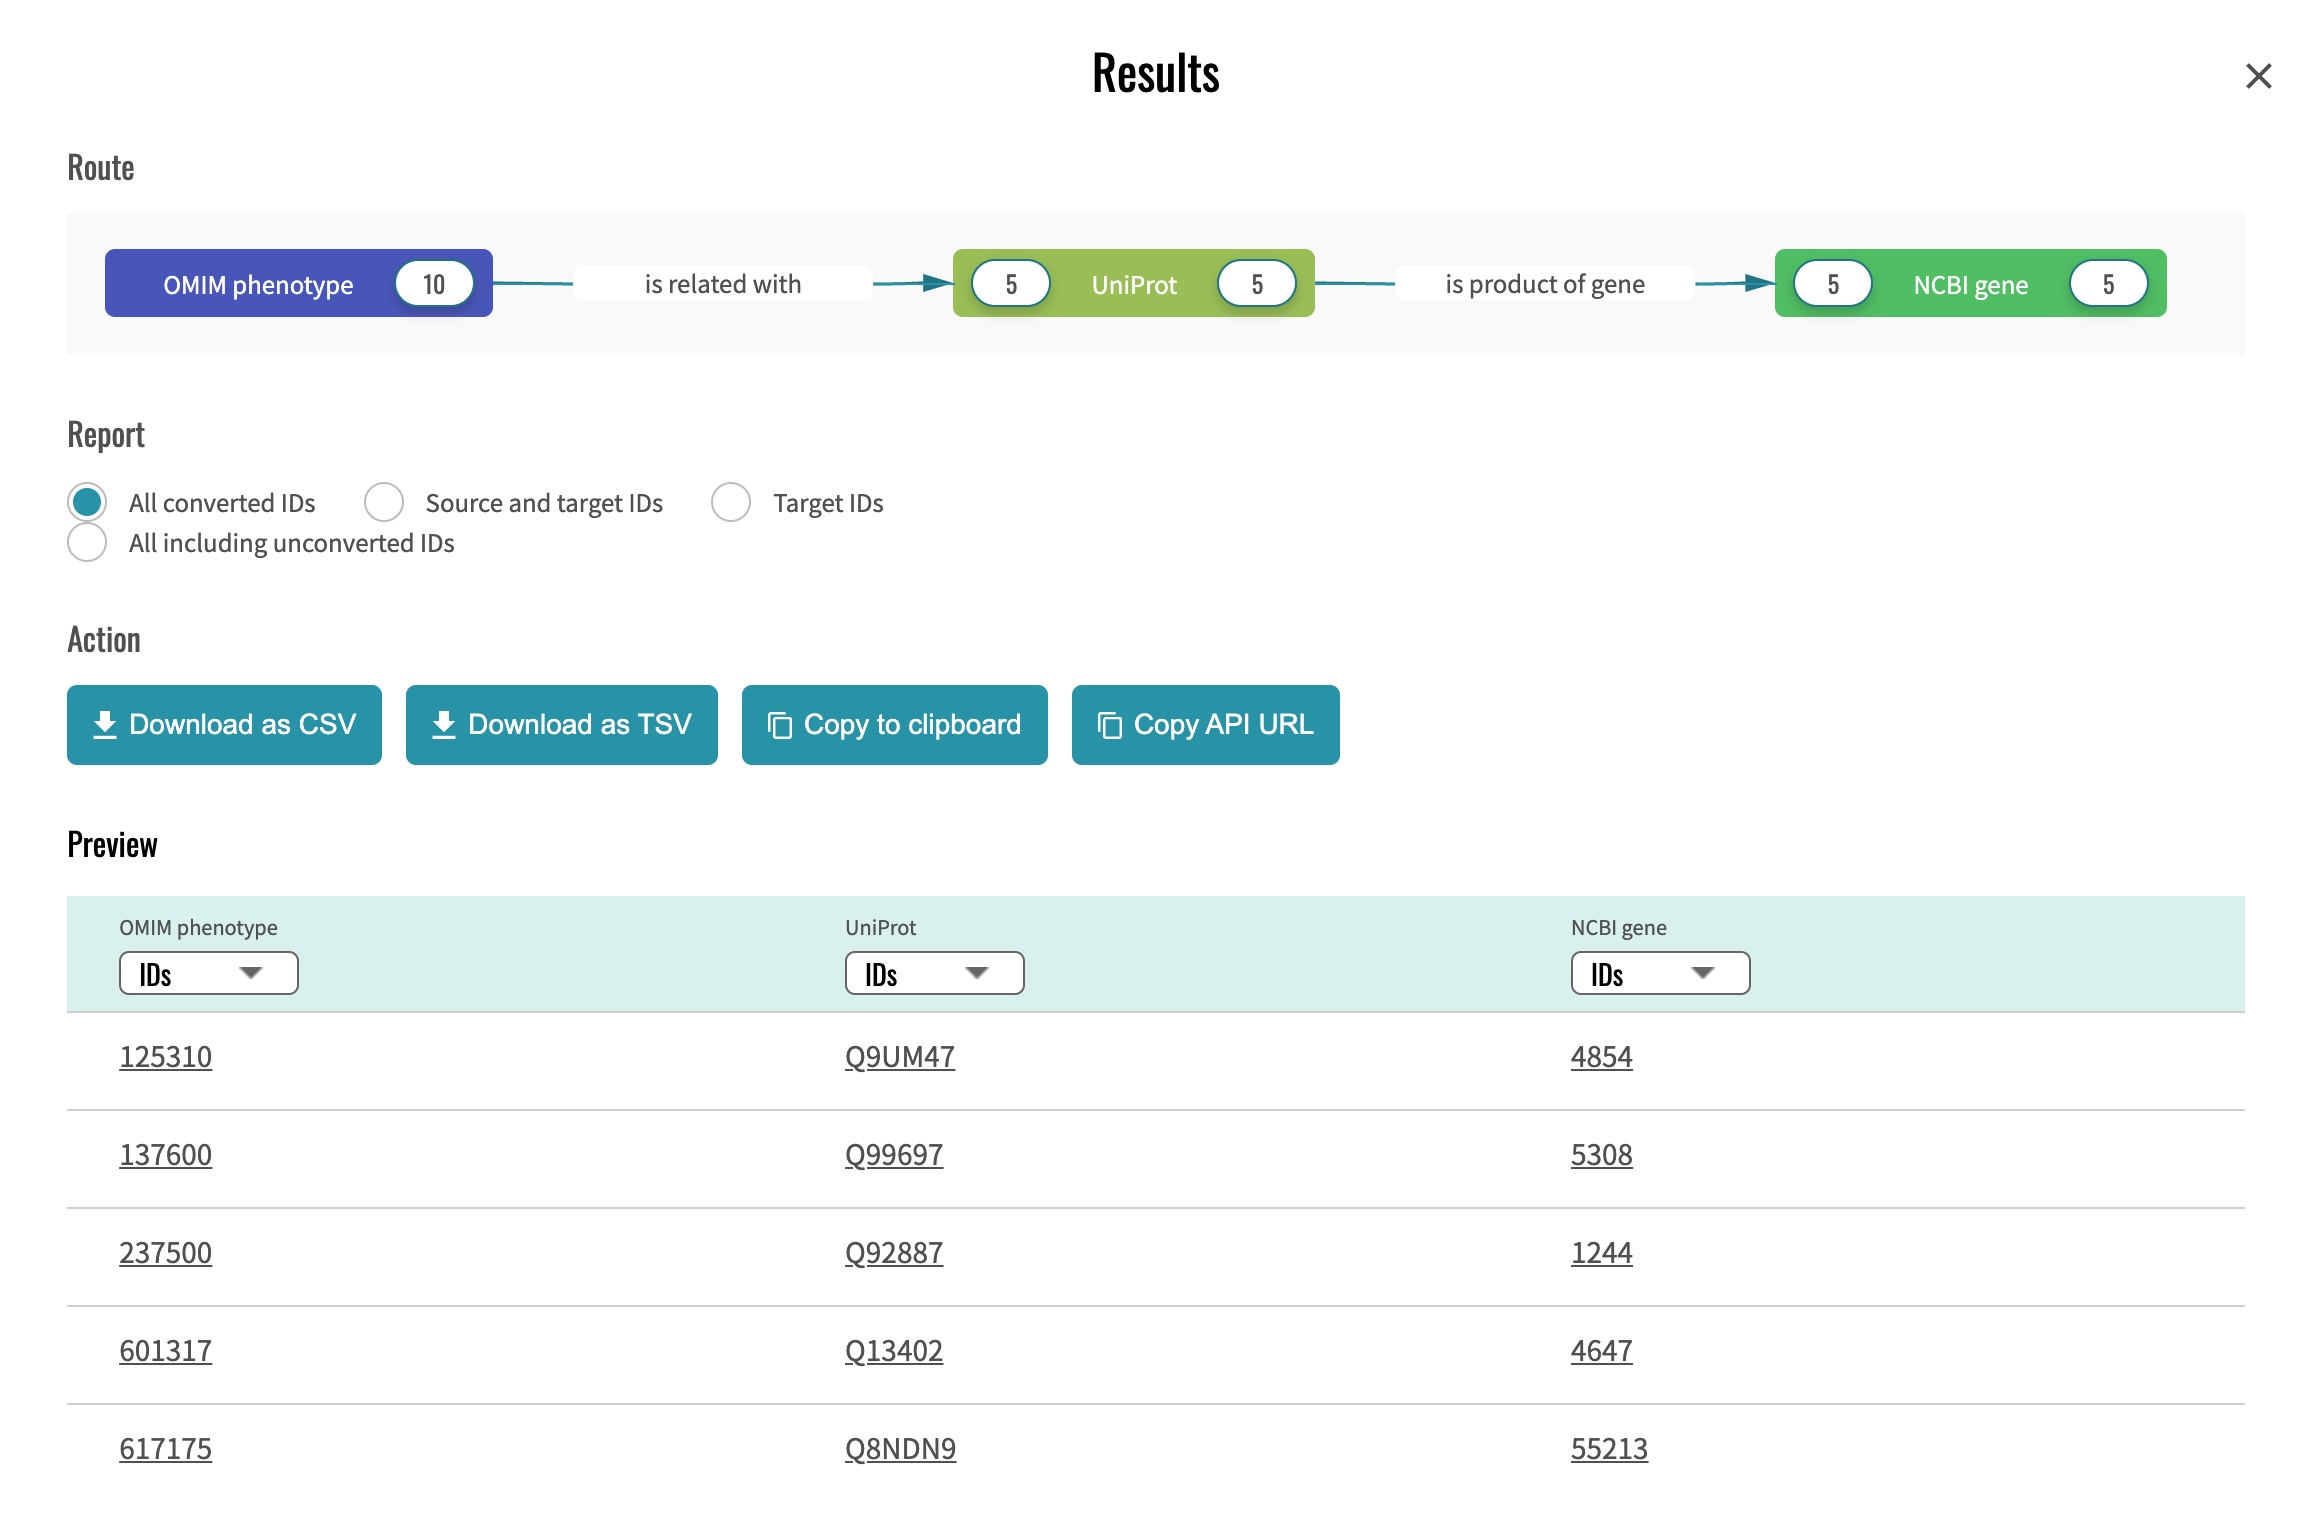 Results
Route
OMIM phenotype 10 is related with 5 UniProt 5 is product of gene 5 NCBI gene 5
Report
All converted IDs Source and target IDs Target IDs
All including unconverted IDs
Action
Download as CSV Download as TSV Copy to clipboard Copy API URL
Preview
OMIM phenotype UniProt NCBI gene
IDs IDs IDs
125310 Q9UM47 4854
137600 Q99697 5308
237500 Q92887 1244
601317 Q13402 4647
617175 Q8NDN9 55213